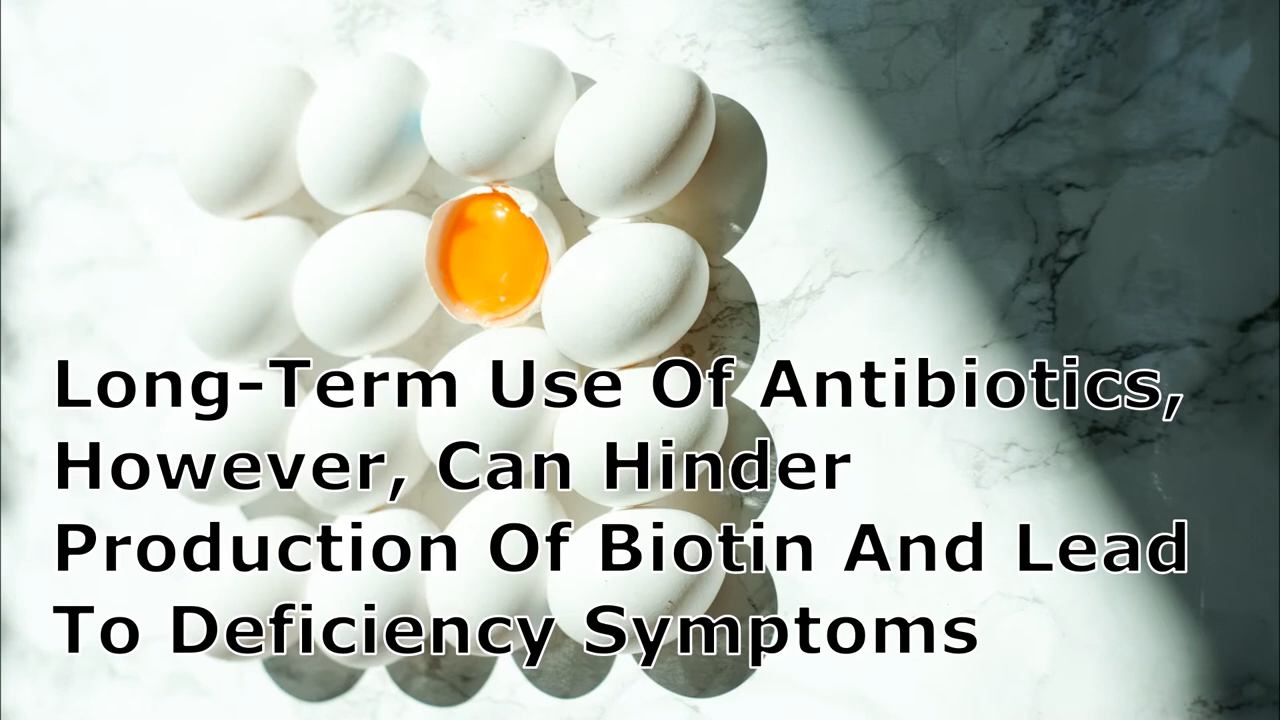 Long-Term Use Of Antibiotics,
However, Can Hinder
Production Of Biotin And Lead
To Deficiency Symptoms